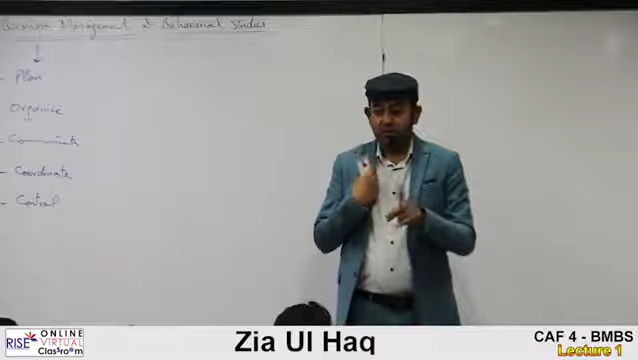 Management & Behavioral Studies
- Plan
Organize
- Communicate
- Coordinate
- Control
RISE ONLINE VIRTUAL Classroom
Zia Ul Haq
CAF 4 - BMBS
Lecture 1